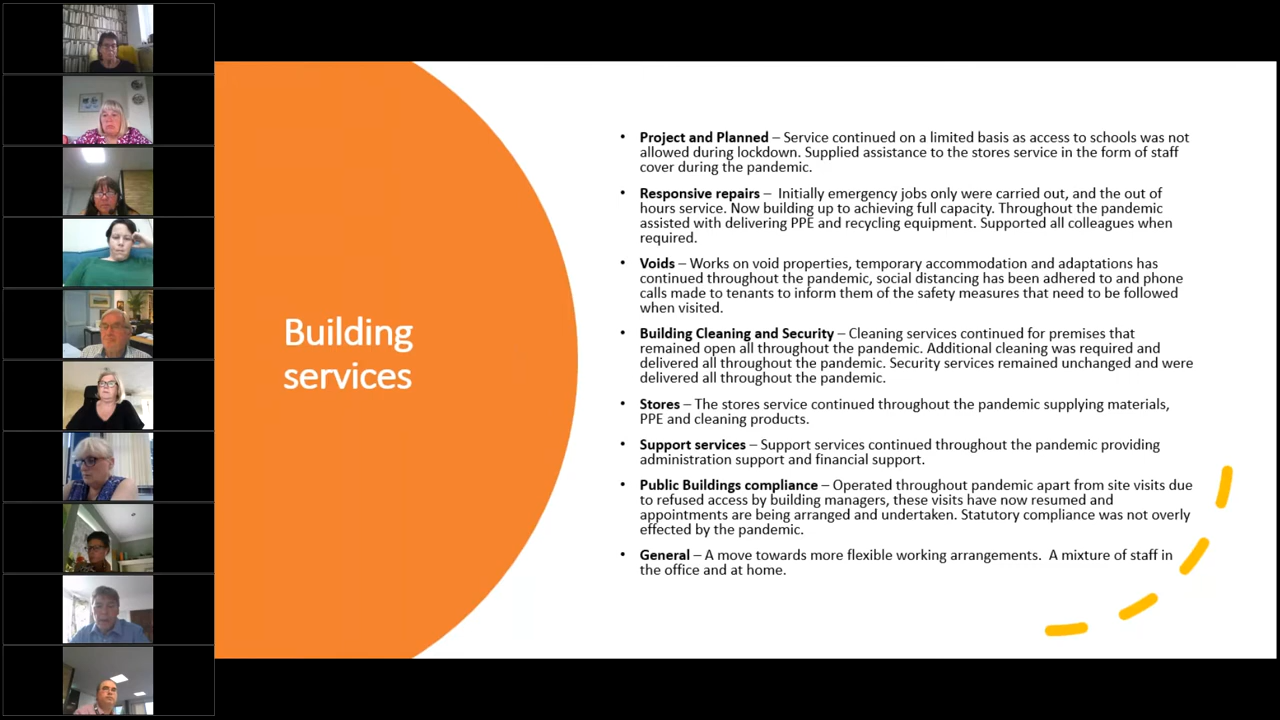 Building
services
• Project and Planned – Service continued on a limited basis as access to schools was not
allowed during lockdown. Supplied assistance to the stores service in the form of staff
cover during the pandemic.
• Responsive repairs – Initially emergency jobs only were carried out, and the out of
hours service. Now building up to achieving full capacity. Throughout the pandemic
assisted with delivering PPE and recycling equipment. Supported all colleagues when
required.
• Voids – Works on void properties, temporary accommodation and adaptations has
continued throughout the pandemic, social distancing has been adhered to and phone
calls made to tenants to inform them of the safety measures that need to be followed
when visited.
• Building Cleaning and Security – Cleaning services continued for premises that
remained open all throughout the pandemic. Additional cleaning was required and
delivered all throughout the pandemic. Security services remained unchanged and were
delivered all throughout the pandemic.
• Stores – The stores service continued throughout the pandemic supplying materials,
PPE and cleaning products.
• Support services – Support services continued throughout the pandemic providing
administration support and financial support.
• Public Buildings compliance – Operated throughout pandemic apart from site visits due
to refused access by building managers, these visits have now resumed and
appointments are being arranged and undertaken. Statutory compliance was not overly
effected by the pandemic.
• General – A move towards more flexible working arrangements. A mixture of staff in
the office and at home.